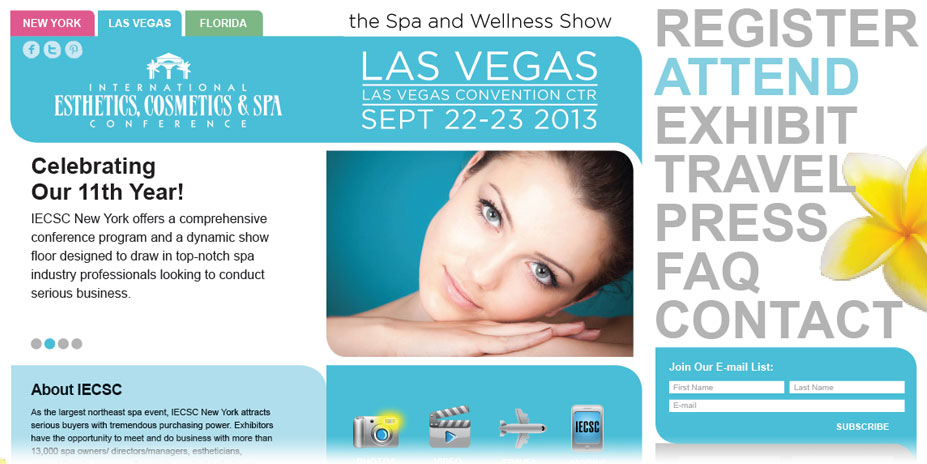 NEW YORK
LAS VEGAS
FLORIDA
the Spa and Wellness Show
INTERNATIONAL
ESTHETICS, COSMETICS & SPA
CONFERENCE
LAS VEGAS
LAS VEGAS CONVENTION CTR
SEPT 22-23 2013
Celebrating
Our 11th Year!
IECSC New York offers a comprehensive
conference program and a dynamic show
floor designed to draw in top-notch spa
industry professionals looking to conduct
serious business.
REGISTER
ATTEND
EXHIBIT
TRAVEL
PRESS
FAQ
CONTACT
About IECSC
As the largest northeast spa event, IECSC New York attracts
serious buyers with tremendous purchasing power. Exhibitors
have the opportunity to meet and do business with more than
13,000 spa owners/ directors/managers, estheticians,
IECSC
Join Our E-mail List:
First Name
Last Name
E-mail
SUBSCRIBE